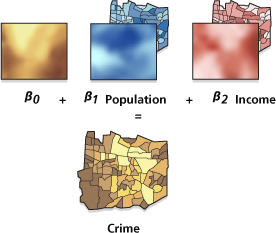 β0 + β1 Population + β2 Income
=
Crime